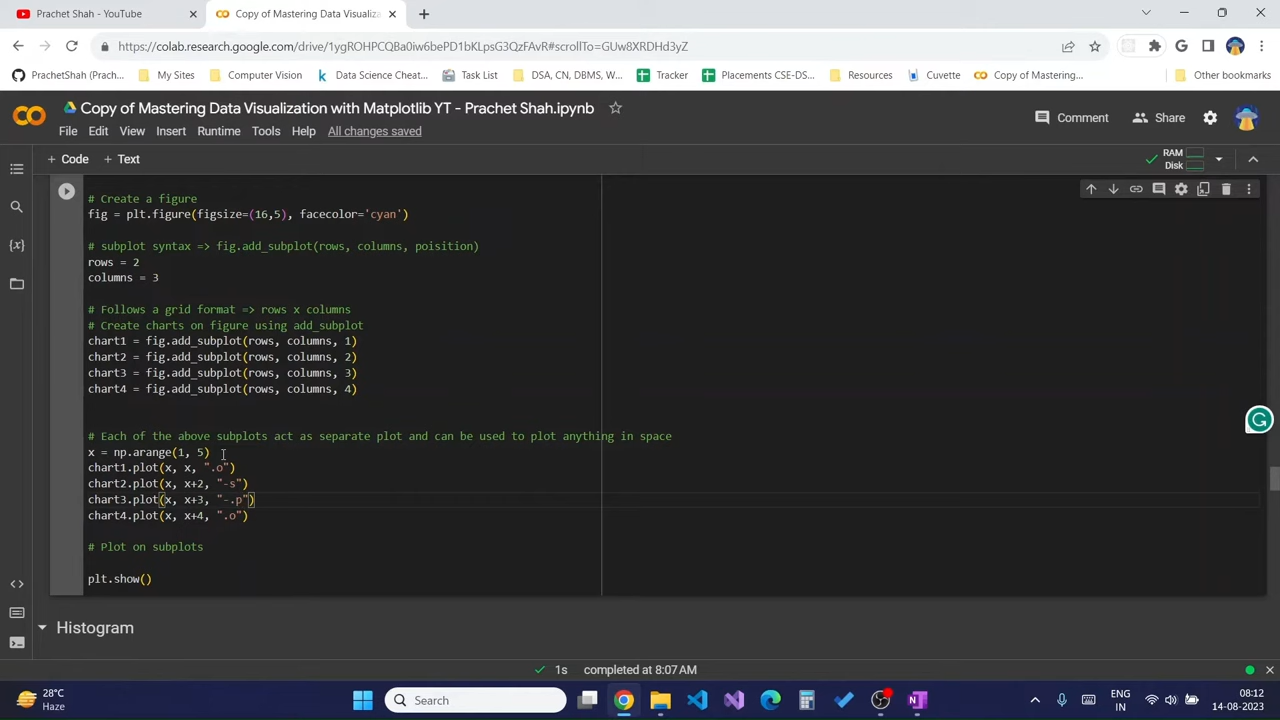 Prachet Shah - YouTube
Copy of Mastering Data Visualiza
https://colab.research.google.com/drive/1ygROHPCQBa0iwEbePD1bKLpsG3QzFAvR#scrollTo=GUw8XRDHd3yZ
PrachetShah (Prach...
My Sites
Computer Vision
Data Science Cheat...
Task List
DSA, CN, DBMS, W...
Tracker
Placements CSE-DS...
Resources
Cuvette
Copy of Mastering...
Other bookmarks
Copy of Mastering Data Visualization with Matplotlib YT - Prachet Shah.ipynb
File Edit View Insert Runtime Tools Help All changes saved
Comment
Share
+ Code + Text
RAM
Disk
# Create a figure
fig = plt.figure(figsize=(16,5), facecolor='cyan')
# subplot syntax => fig.add_subplot(rows, columns, poisition)
rows = 2
columns = 3
# Follows a grid format => rows x columns
# Create charts on figure using add_subplot
chart1 = fig.add_subplot(rows, columns, 1)
chart2 = fig.add_subplot(rows, columns, 2)
chart3 = fig.add_subplot(rows, columns, 3)
chart4 = fig.add_subplot(rows, columns, 4)
# Each of the above subplots act as separate plot and can be used to plot anything in space
x = np.arange(1, 5)
chart1.plot(x, x, ".o")
chart2.plot(x, x+2, "-s")
chart3.plot(x, x+3, "-.p")
chart4.plot(x, x+4, ".o")
# Plot on subplots
plt.show()
Histogram
1s completed at 8:07 AM
28°C
Haze
Search
ENG
IN
08:12
14-08-2023